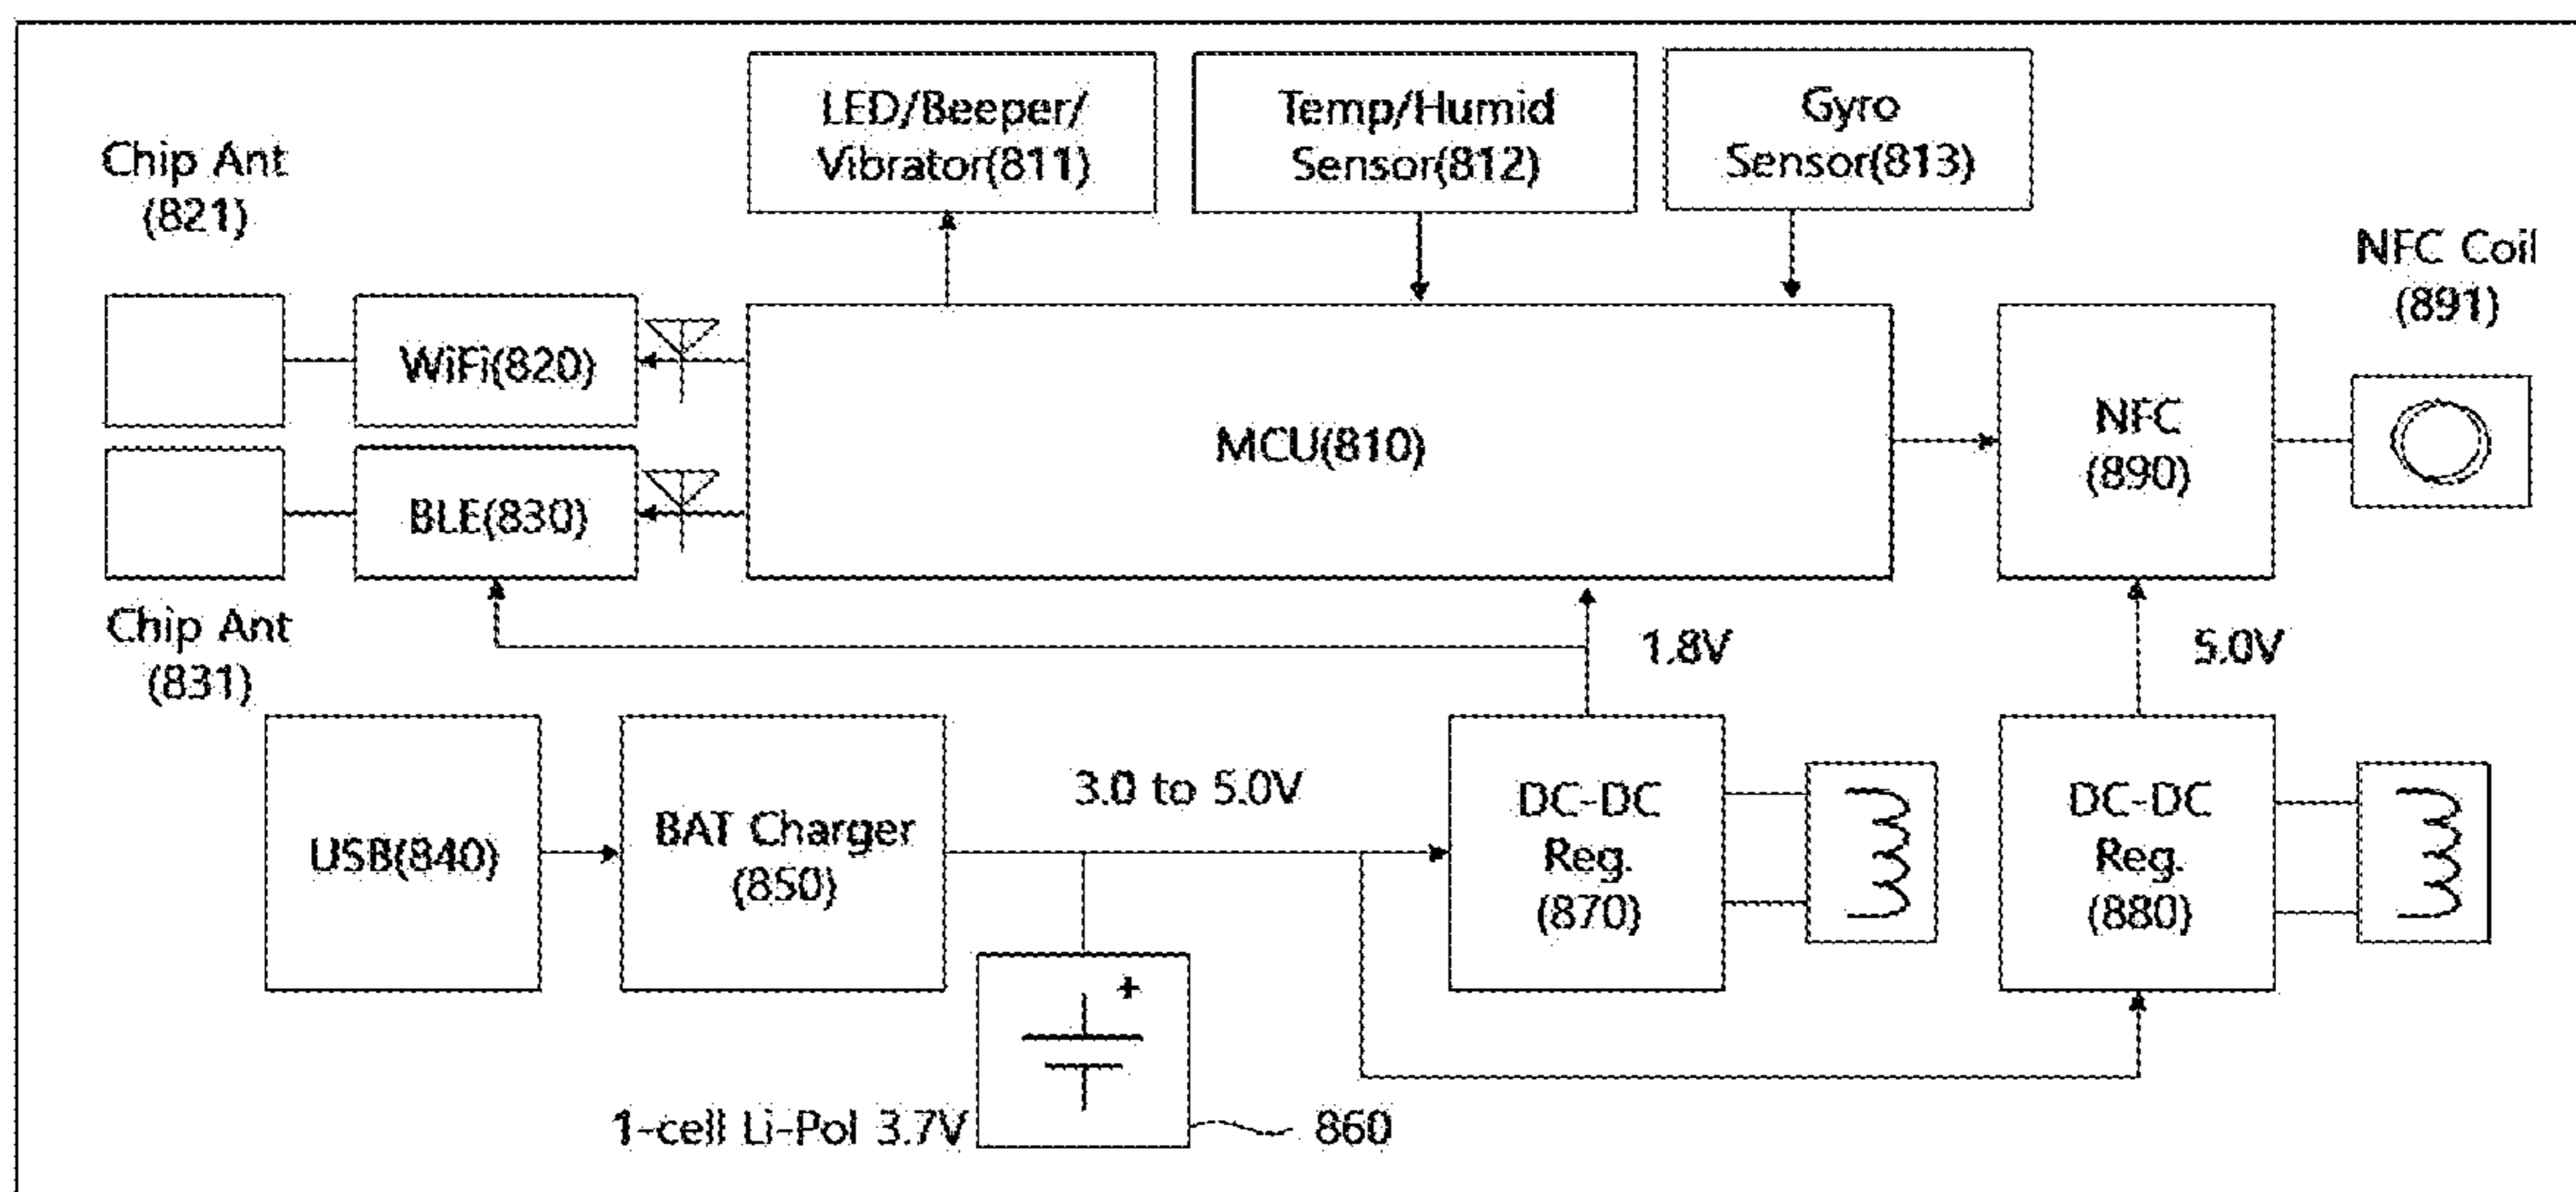 LED/Beeper/
Vibrator(811)
Temp/Humid
Sensor(812)
Gyro
Sensor(813)
Chip Ant
(821)
NFC Coil
(891)
WiFi(820)
MCU(810)
NFC
(890)
BLE(830)
Chip Ant
(831)
1.8V
5.0V
USB(840)
BAT Charger
(850)
3.0 to 5.0V
DC-DC
Reg.
(870)
DC-DC
Reg.
(880)
+
1-cell Li-Pol 3.7V
860